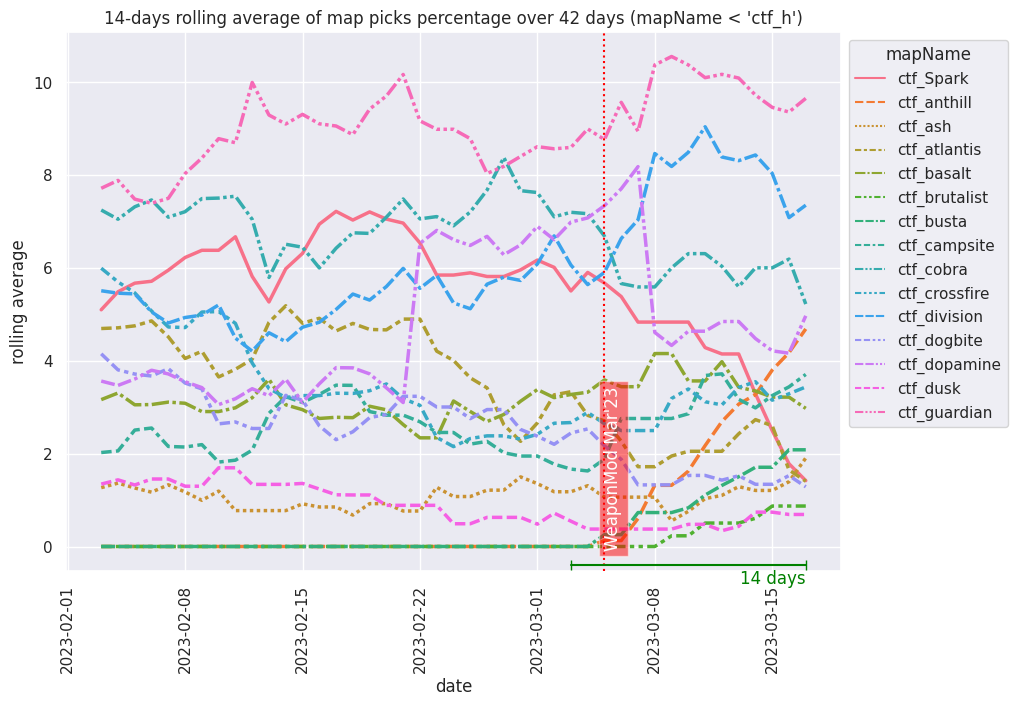 14-days rolling average of map picks percentage over 42 days (mapName < 'ctf_h')
rolling average
10
8
6
4
2
0
WeaponMod Mar '23
14 days
2023-02-01
2023-02-08
2023-02-15
2023-02-22
2023-03-01
2023-03-08
2023-03-15
date
mapName
ctf_Spark
ctf_anthill
ctf_ash
ctf_atlantis
ctf_basalt
ctf_brutalist
ctf_busta
ctf_campsite
ctf_cobra
ctf_crossfire
ctf_division
ctf_dogbite
ctf_dopamine
ctf_dusk
ctf_guardian